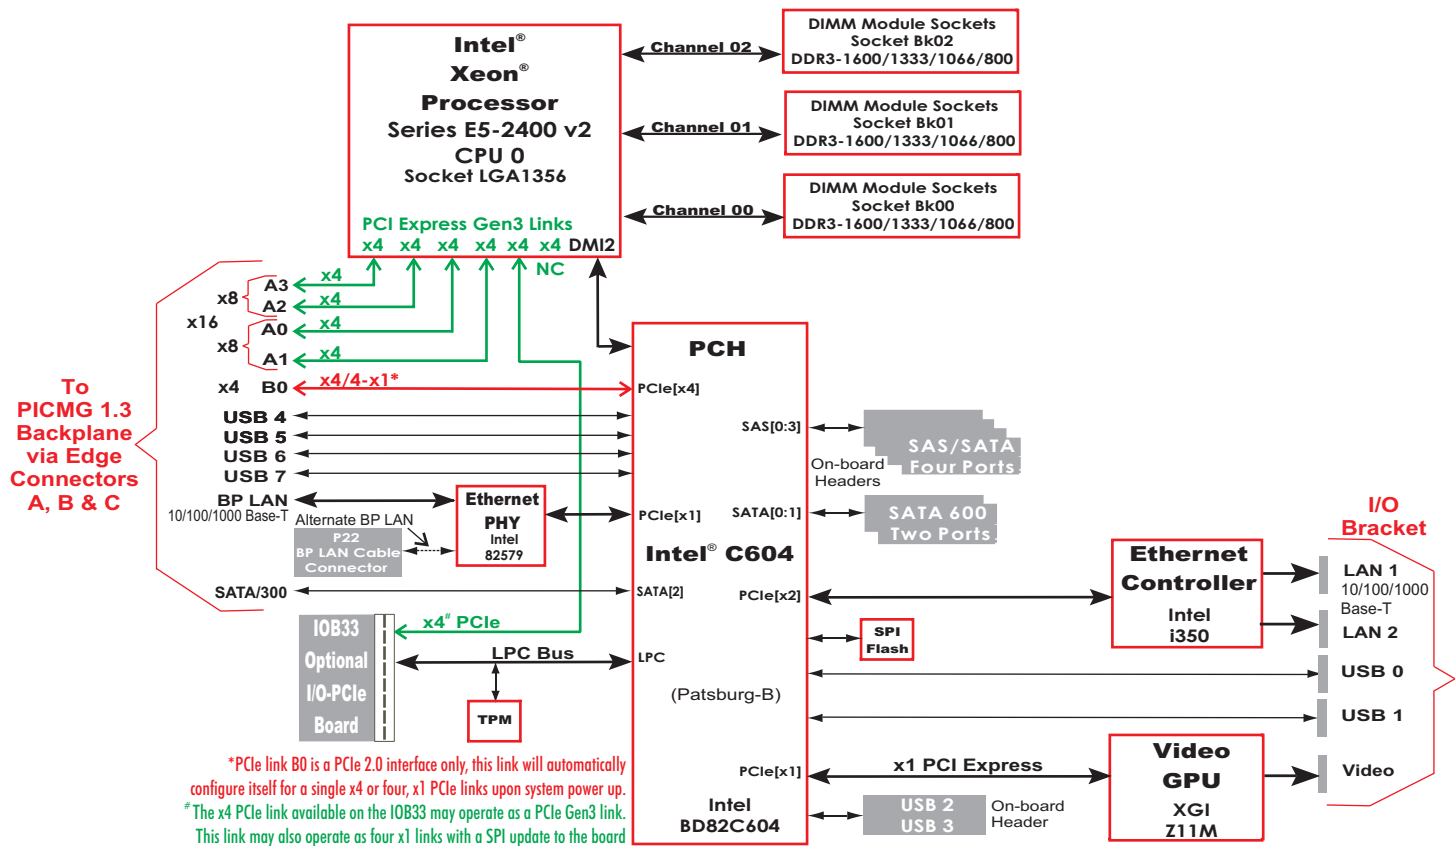 Intel®
Xeon®
Processor
Series E5-2400 v2
CPU 0
Socket LGA1356
PCI Express Gen3 Links
x4 x4 x4 x4 x4 x4 DMI2
NC
Channel 02
DIMM Module Sockets
Socket Bk02
DDR3-1600/1333/1066/800
Channel 01
DIMM Module Sockets
Socket Bk01
DDR3-1600/1333/1066/800
Channel 00
DIMM Module Sockets
Socket Bk00
DDR3-1600/1333/1066/800
To
PICMG 1.3
Backplane
via Edge
Connectors
A, B & C
x16
x8
A3 x4
A2 x4
x8
A0 x4
A1 x4
x4 B0 x4/4-x1*
USB 4
USB 5
USB 6
USB 7
BP LAN
10/100/1000 Base-T
Alternate BP LAN
P22
BP LAN Cable
Connector
Ethernet
PHY
Intel
82579
SATA/300
IOB33
Optional
I/O-PCIe
Board
x4# PCIe
LPC Bus
TPM
PCH
PCIe[x4]
PCIe[x1]
Intel® C604
SATA[2]
LPC
(Patsburg-B)
Intel
BD82C604
SAS[0:3]
SATA[0:1]
PCIe[x2]
PCIe[x1]
On-board
Headers
SAS/SATA
Four Ports
SATA 600
Two Ports
SPI
Flash
Ethernet
Controller
Intel
i350
I/O
Bracket
LAN 1
10/100/1000
Base-T
LAN 2
USB 0
USB 1
x1 PCI Express
Video
GPU
XGI
Z11M
Video
USB 2
USB 3
On-board
Header
*PCIe link B0 is a PCIe 2.0 interface only, this link will automatically
configure itself for a single x4 or four, x1 PCIe links upon system power up.
# The x4 PCIe link available on the IOB33 may operate as a PCIe Gen3 link.
This link may also operate as four x1 links with a SPI update to the board